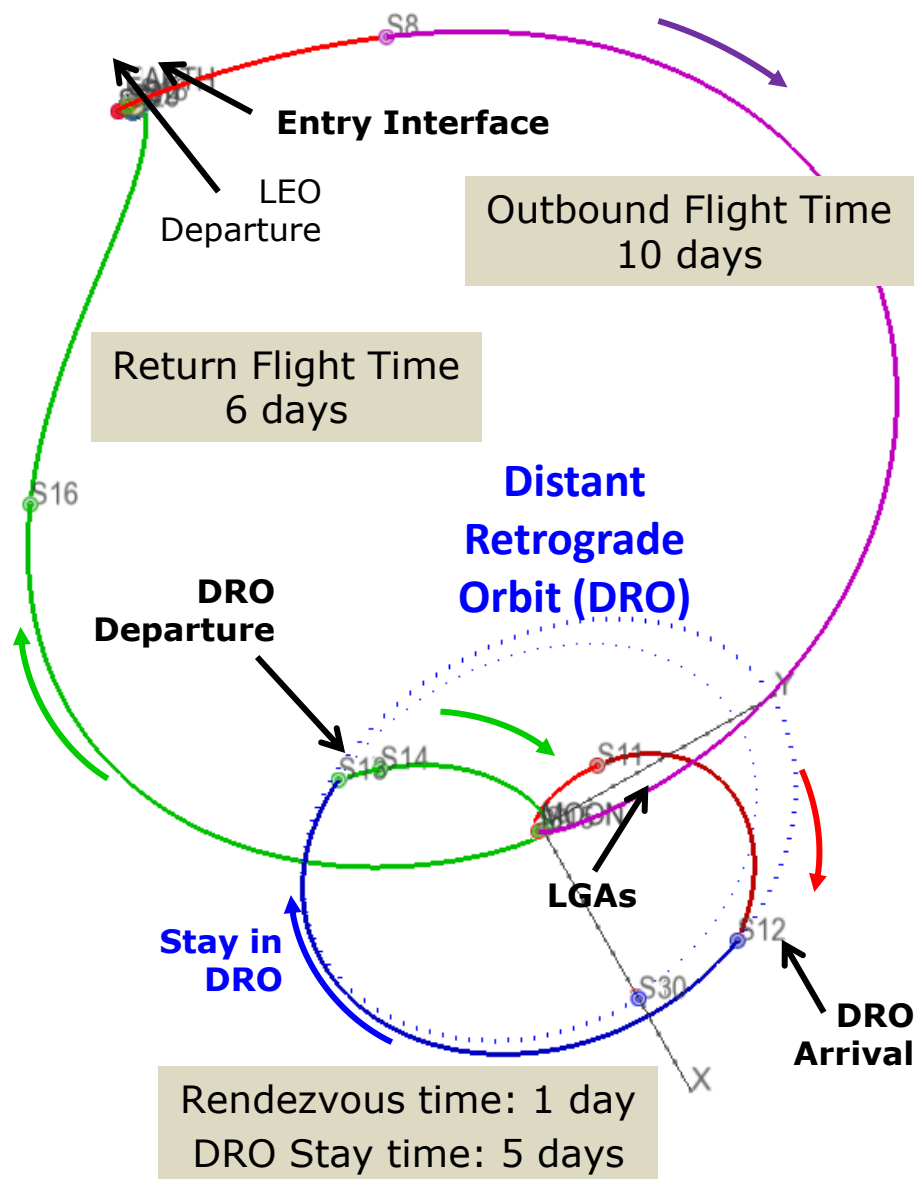 S8
EARTH
Entry Interface
LEO
Departure
Outbound Flight Time
10 days
Return Flight Time
6 days
S16
Distant
Retrograde
Orbit (DRO)
DRO
Departure
Y
S14
S11
MOON
LGAs
S12
Stay in
DRO
S30
DRO
Arrival
X
Rendezvous time: 1 day
DRO Stay time: 5 days